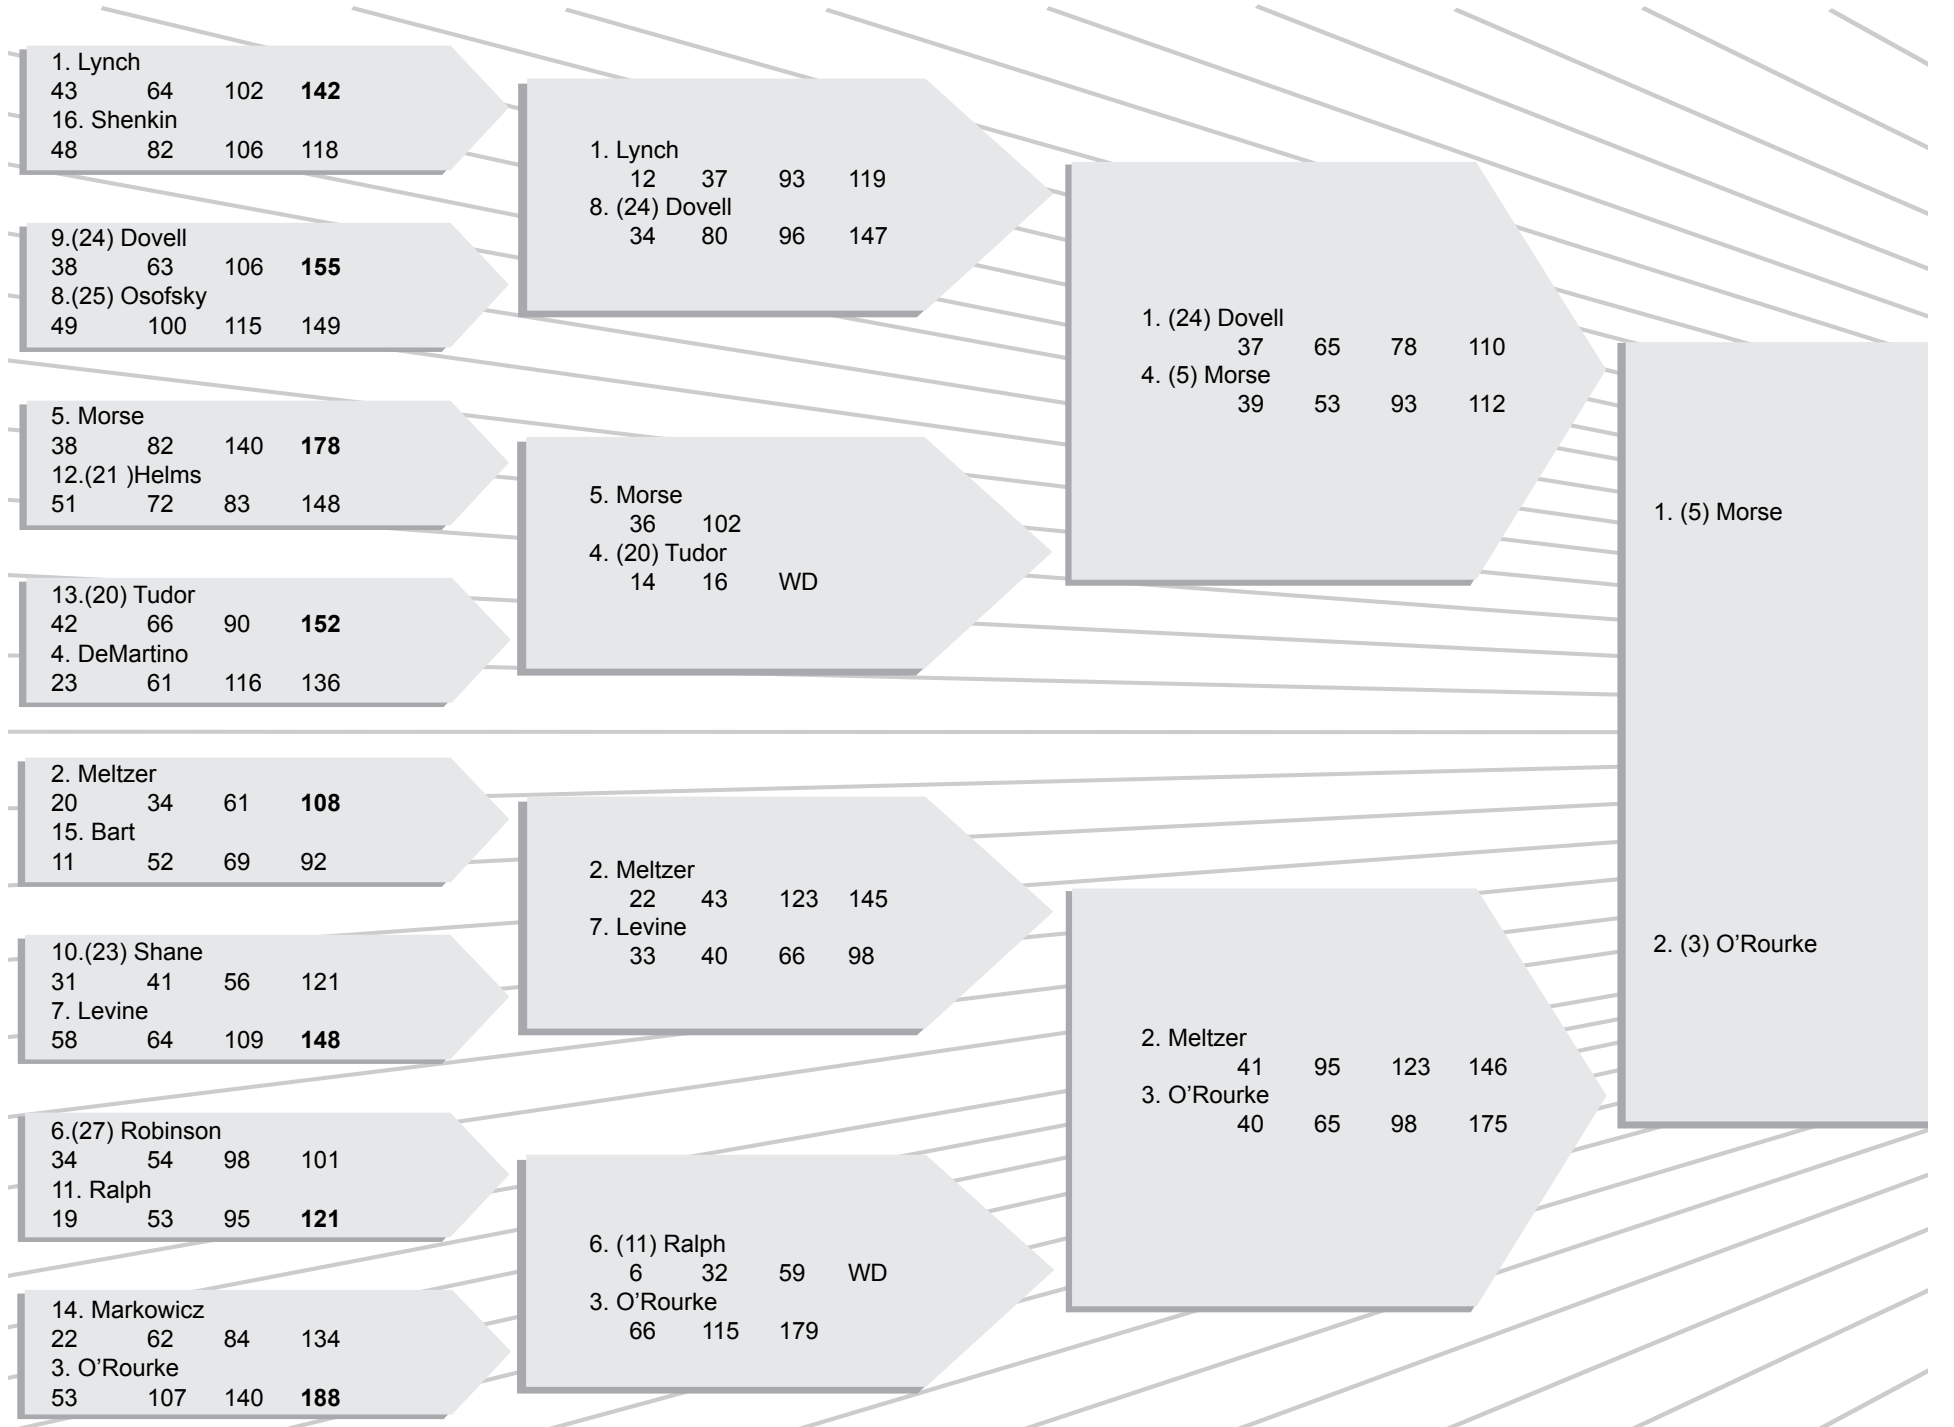 1. Lynch
43 64 102 142
16. Shenkin
48 82 106 118
9.(24) Dovell
38 63 106 155
8.(25) Osofsky
49 100 115 149
5. Morse
38 82 140 178
12.(21 )Helms
51 72 83 148
13.(20) Tudor
42 66 90 152
4. DeMartino
23 61 116 136
2. Meltzer
20 34 61 108
15. Bart
11 52 69 92
10.(23) Shane
31 41 56 121
7. Levine
58 64 109 148
6.(27) Robinson
34 54 98 101
11. Ralph
19 53 95 121
14. Markowicz
22 62 84 134
3. O'Rourke
53 107 140 188
1. Lynch
12 37 93 119
8. (24) Dovell
34 80 96 147
5. Morse
36 102
4. (20) Tudor
14 16 WD
2. Meltzer
22 43 123 145
7. Levine
33 40 66 98
6. (11) Ralph
6 32 59 WD
3. O'Rourke
66 115 179
1. (24) Dovell
37 65 78 110
4. (5) Morse
39 53 93 112
2. Meltzer
41 95 123 146
3. O'Rourke
40 65 98 175
1. (5) Morse
2. (3) O'Rourke